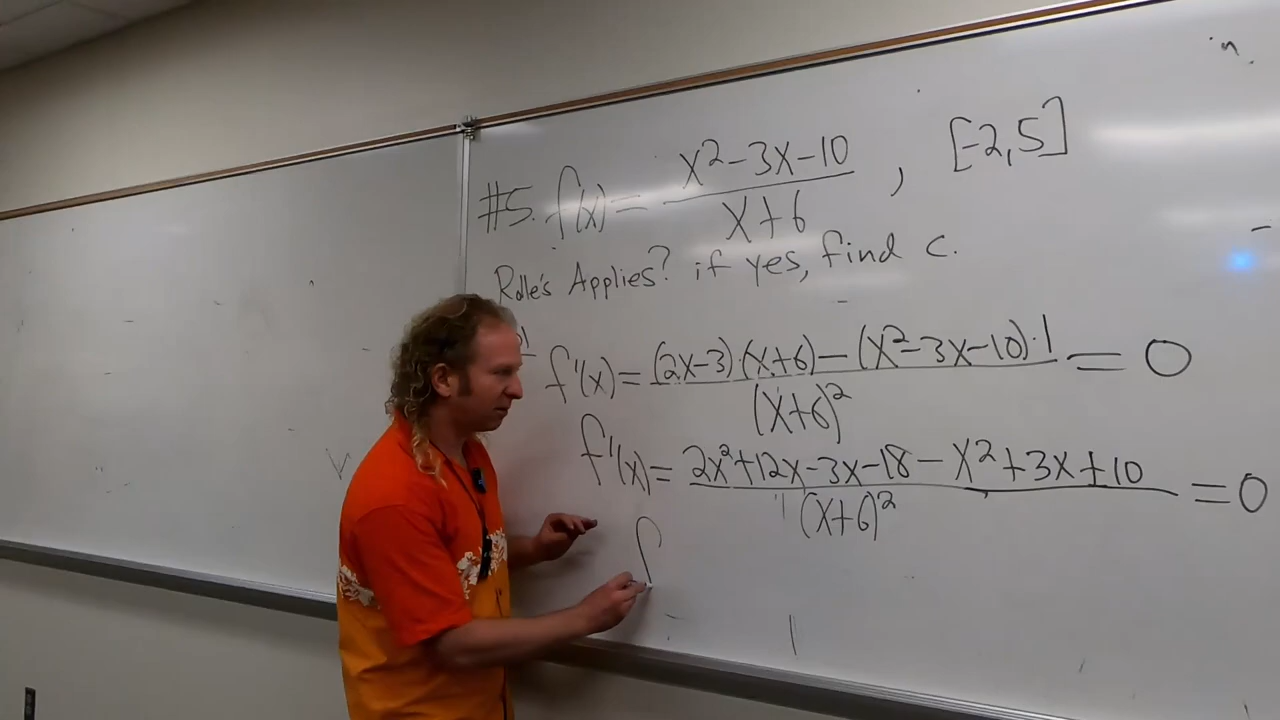 #5. f(x) = (x² - 3x - 10) / (x + 6) , [-2, 5]
Rolle's Applies? if yes, find c.
f'(x) = ((2x-3)·(x+6) - (x²-3x-10)·1) / (x+6)² = 0
f'(x) = (2x²+12x-3x-18-x²+3x+10) / (x+6)² = 0
f